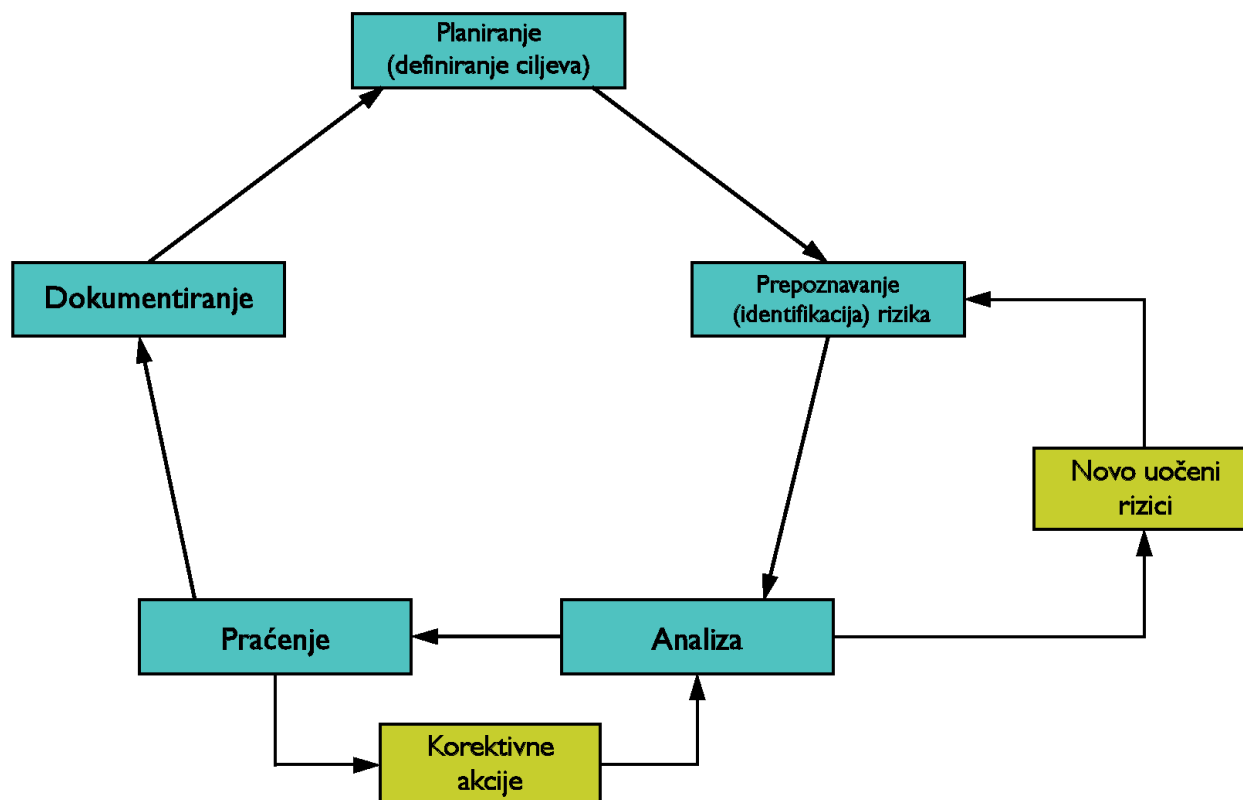 Planiranje
(definiranje ciljeva)
Dokumentiranje
Prepoznavanje
(identifikacija) rizika
Novo uočeni
rizici
Praćenje
Analiza
Korektivne
akcije